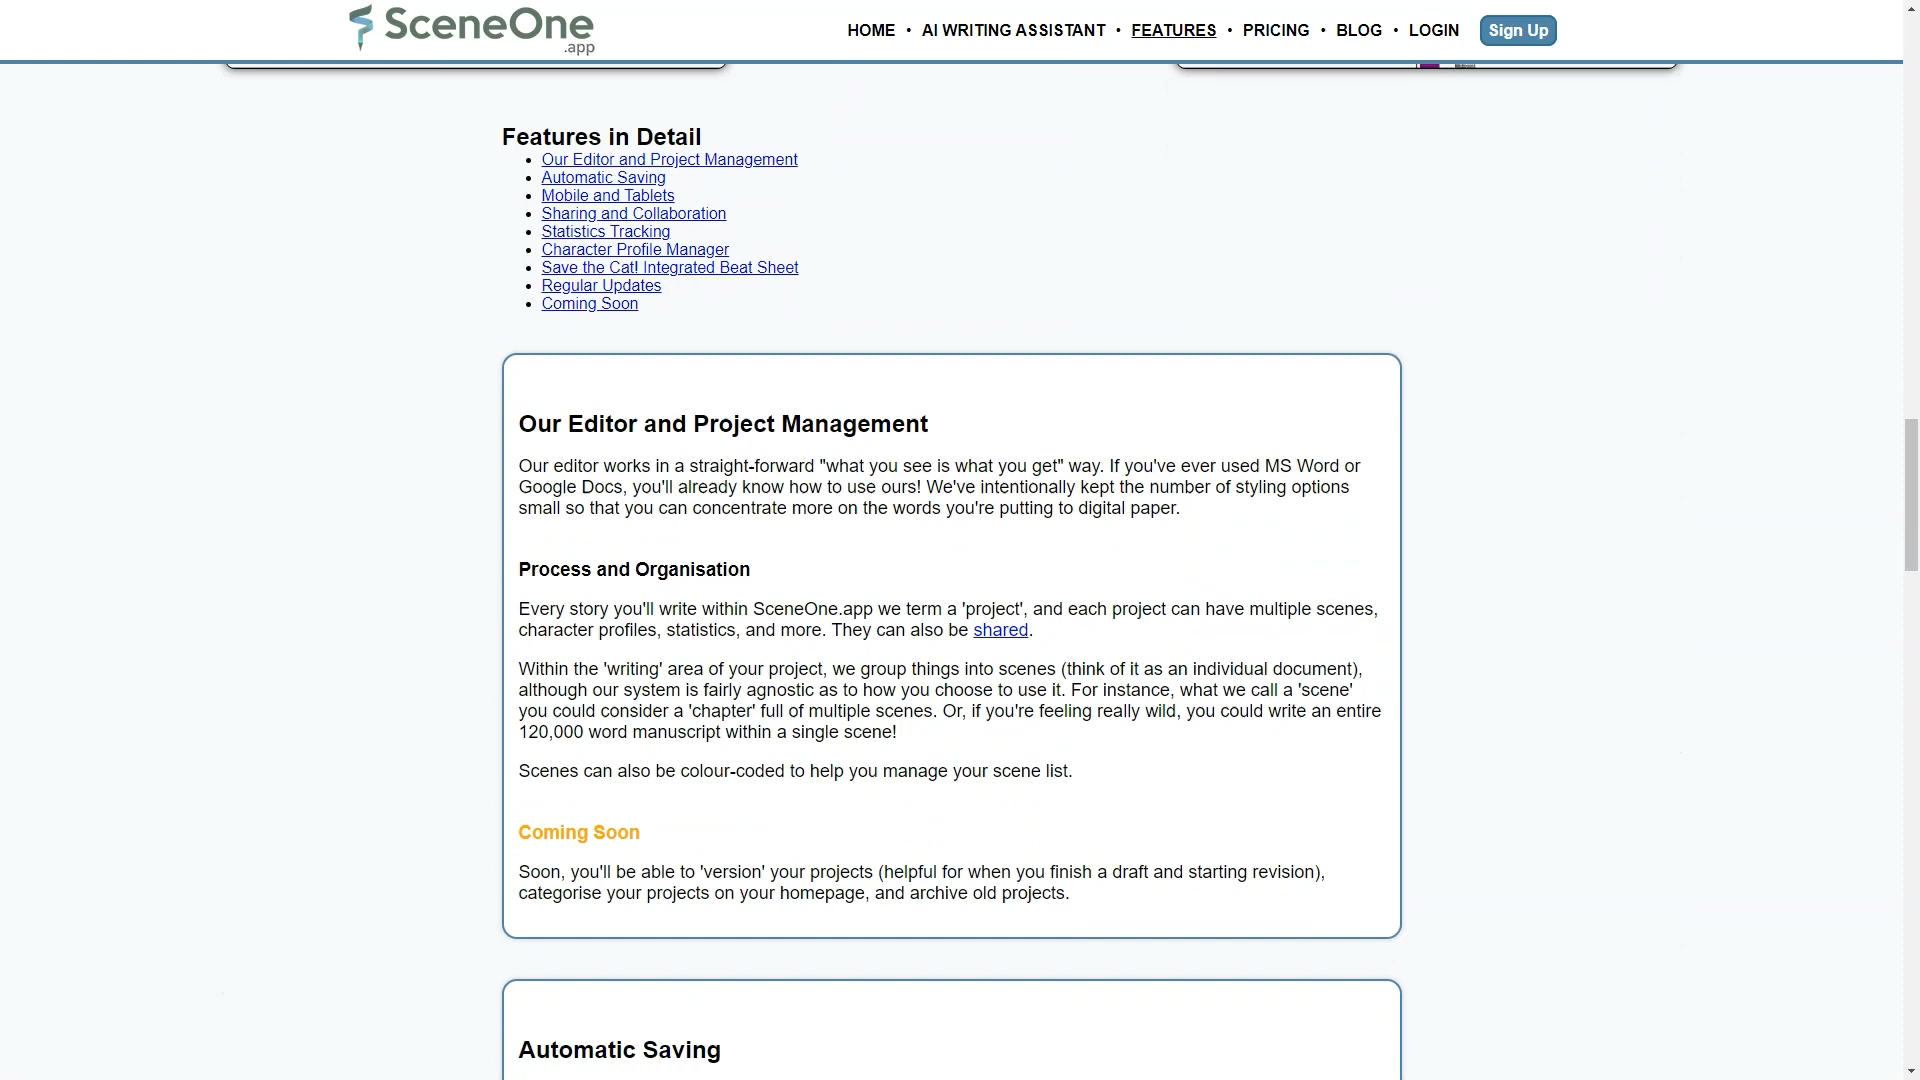 SceneOne
.app
HOME • AI WRITING ASSISTANT • FEATURES • PRICING • BLOG • LOGIN Sign Up
Features in Detail
• Our Editor and Project Management
• Automatic Saving
• Mobile and Tablets
• Sharing and Collaboration
• Statistics Tracking
• Character Profile Manager
• Save the Cat! Integrated Beat Sheet
• Regular Updates
• Coming Soon
Our Editor and Project Management
Our editor works in a straight-forward "what you see is what you get" way. If you've ever used MS Word or
Google Docs, you'll already know how to use ours! We've intentionally kept the number of styling options
small so that you can concentrate more on the words you're putting to digital paper.
Process and Organisation
Every story you'll write within SceneOne.app we term a 'project', and each project can have multiple scenes,
character profiles, statistics, and more. They can also be shared.
Within the 'writing' area of your project, we group things into scenes (think of it as an individual document),
although our system is fairly agnostic as to how you choose to use it. For instance, what we call a 'scene'
you could consider a 'chapter' full of multiple scenes. Or, if you're feeling really wild, you could write an entire
120,000 word manuscript within a single scene!
Scenes can also be colour-coded to help you manage your scene list.
Coming Soon
Soon, you'll be able to 'version' your projects (helpful for when you finish a draft and starting revision),
categorise your projects on your homepage, and archive old projects.
Automatic Saving